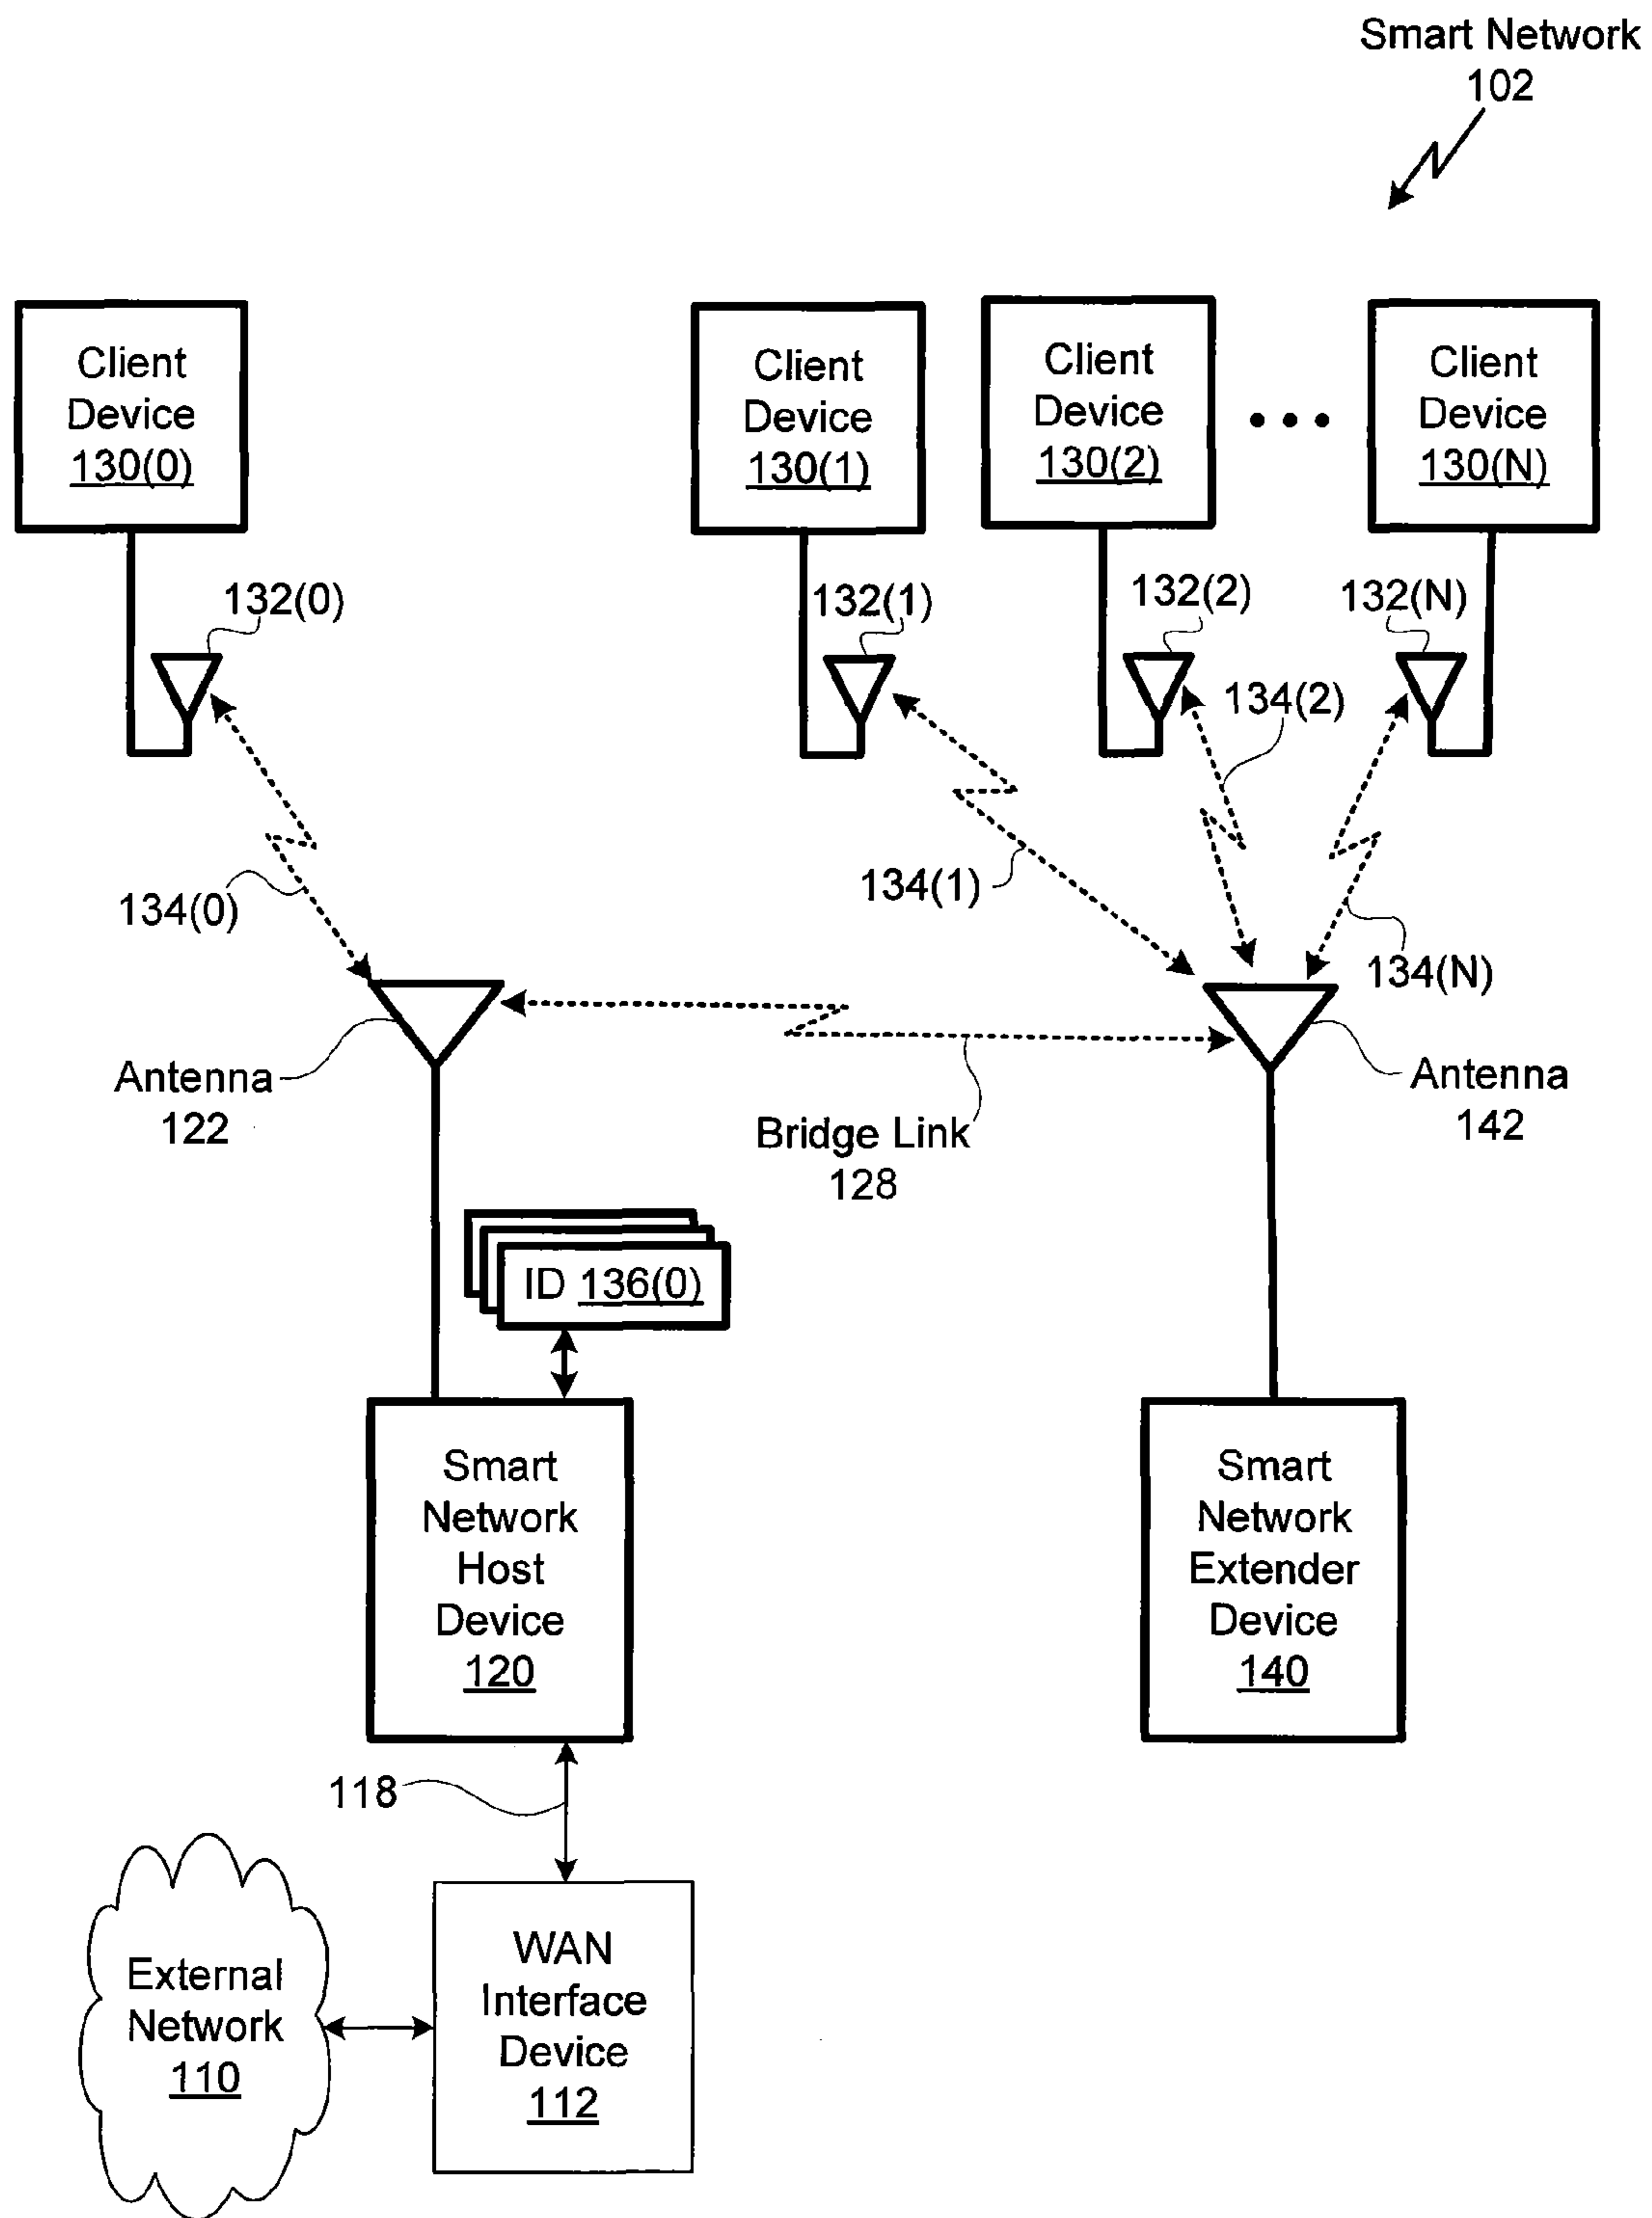 Smart Network
102
Client
Device
130(0)
Client
Device
130(1)
Client
Device
130(2)
Client
Device
130(N)
132(0)
132(1)
132(2)
132(N)
134(2)
134(0)
134(1)
134(N)
Antenna
122
Bridge Link
128
Antenna
142
ID 136(0)
Smart
Network
Host
Device
120
Smart
Network
Extender
Device
140
118
External
Network
110
WAN
Interface
Device
112